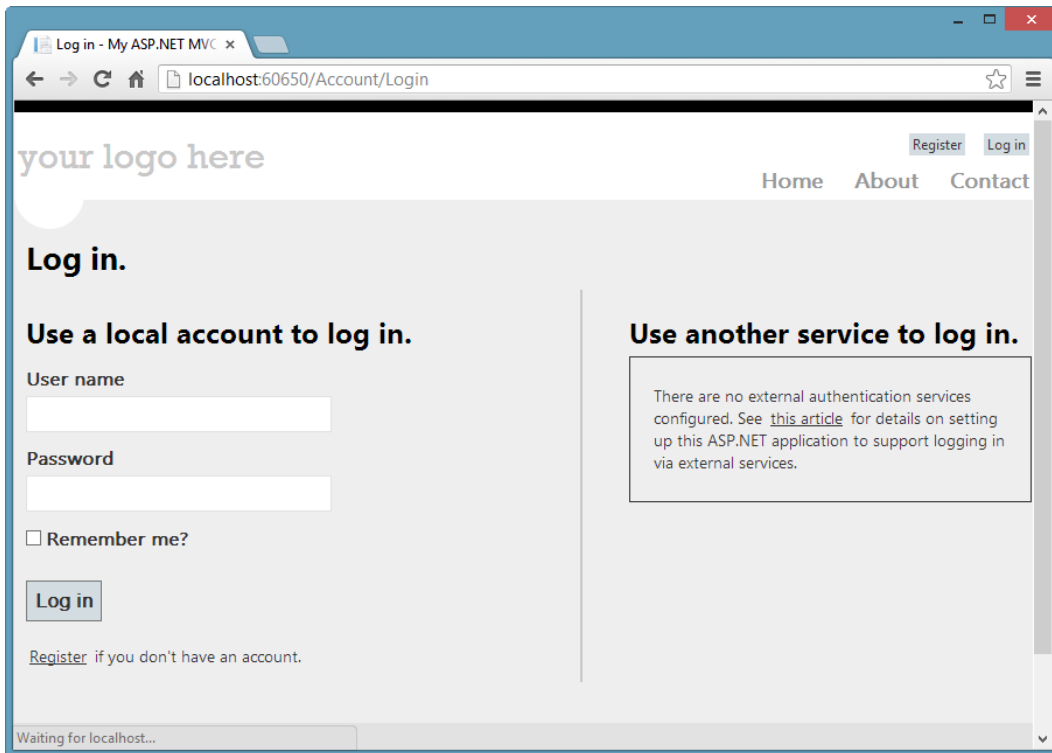 Log in - My ASP.NET MVC
localhost:60650/Account/Login
Register Log in
your logo here
Home About Contact
Log in.
Use a local account to log in.
User name
Password
Remember me?
Log in
Register if you don't have an account.
Use another service to log in.
There are no external authentication services
configured. See this article for details on setting
up this ASP.NET application to support logging in
via external services.
Waiting for localhost...